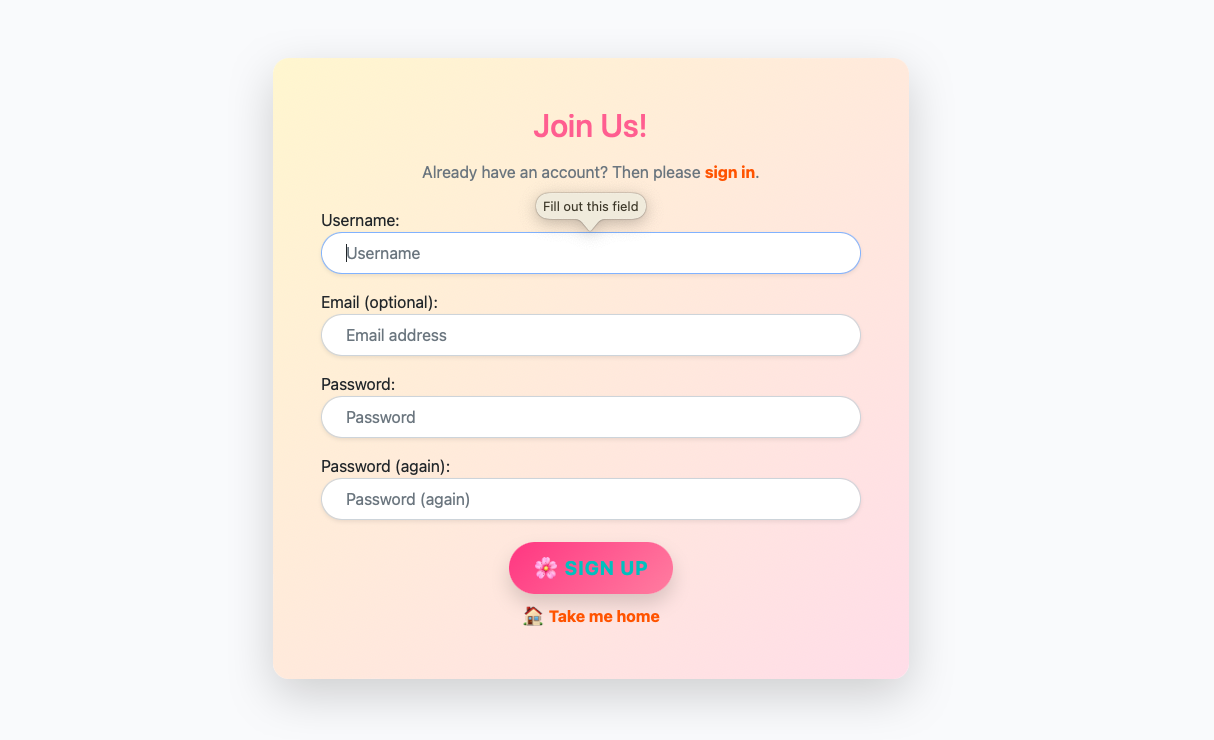 Join Us!
Already have an account? Then please sign in.
Fill out this field
Username:
Username
Email (optional):
Email address
Password:
Password
Password (again):
Password (again)
🌸 SIGN UP
🏠 Take me home